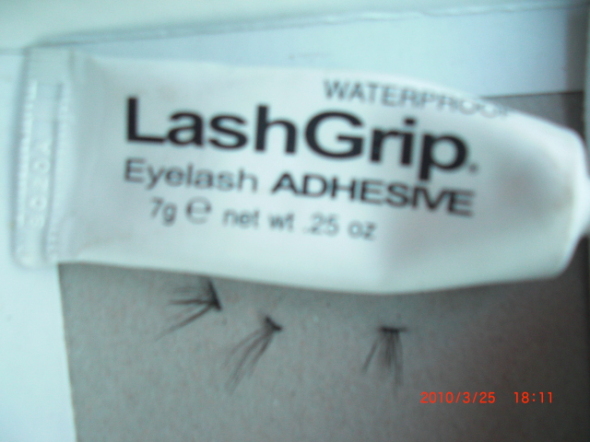 WATERPROOF
LashGrip.
Eyelash ADHESIVE
7g ℮ net wt .25 oz
2010/3/25 18:11